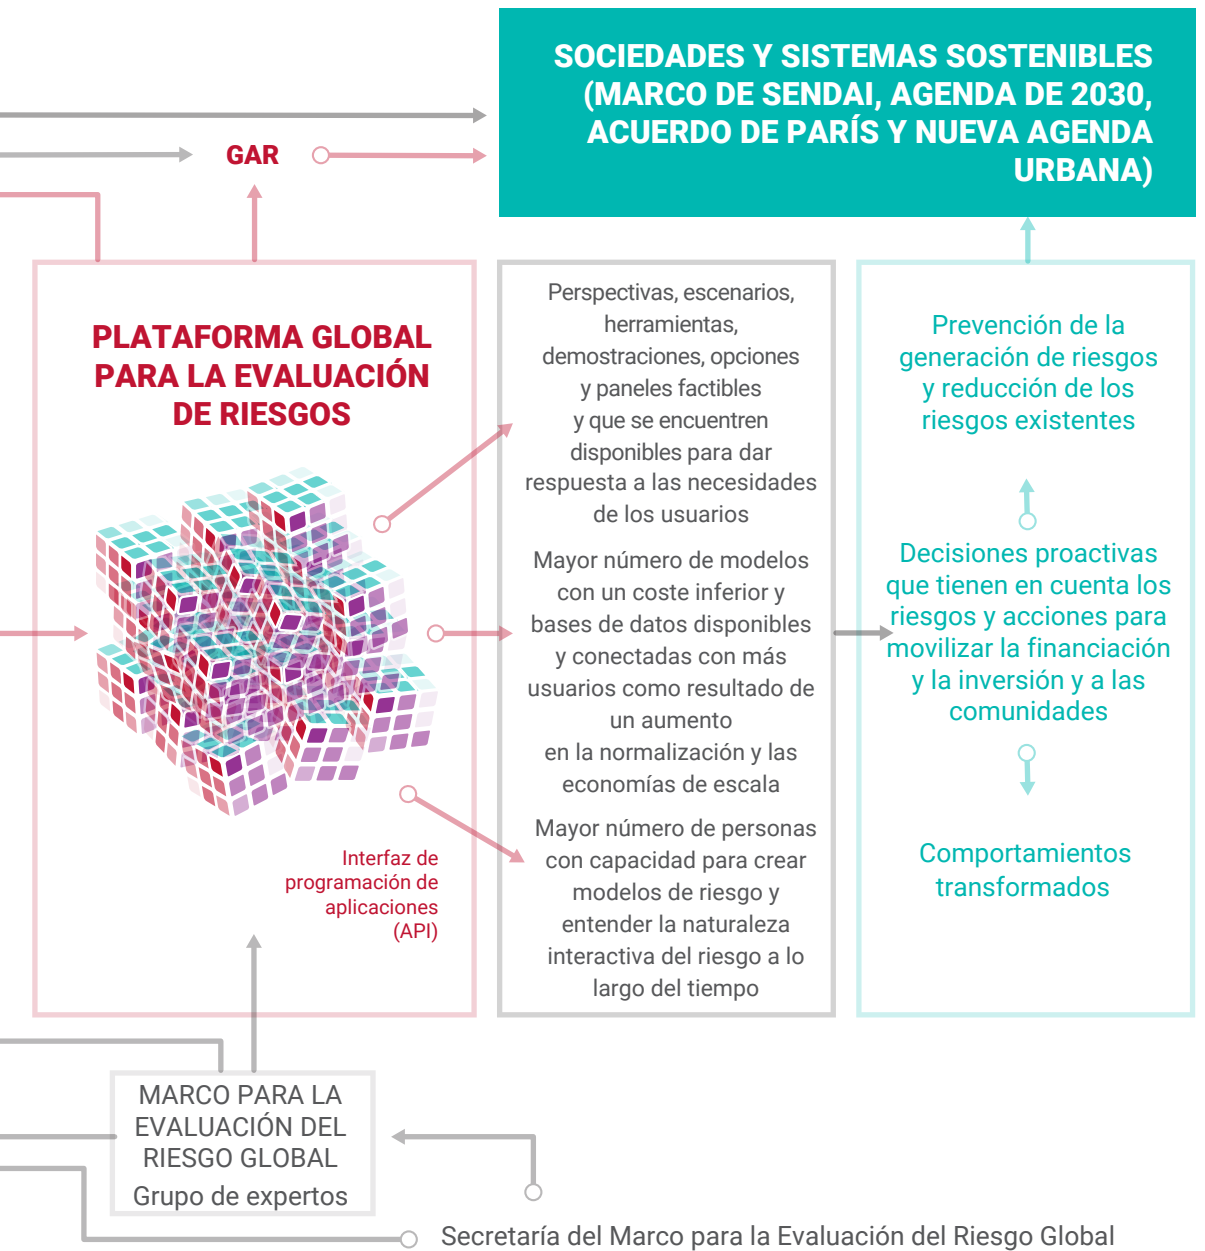 SOCIEDADES Y SISTEMAS SOSTENIBLES
(MARCO DE SENDAI, AGENDA DE 2030,
ACUERDO DE PARÍS Y NUEVA AGENDA
URBANA)
GAR
PLATAFORMA GLOBAL
PARA LA EVALUACIÓN
DE RIESGOS
Interfaz de
programación de
aplicaciones
(API)
Perspectivas, escenarios,
herramientas,
demostraciones, opciones
y paneles factibles
y que se encuentren
disponibles para dar
respuesta a las necesidades
de los usuarios
Mayor número de modelos
con un coste inferior y
bases de datos disponibles
y conectadas con más
usuarios como resultado de
un aumento
en la normalización y las
economías de escala
Mayor número de personas
con capacidad para crear
modelos de riesgo y
entender la naturaleza
interactiva del riesgo a lo
largo del tiempo
Prevención de la
generación de riesgos
y reducción de los
riesgos existentes
Decisiones proactivas
que tienen en cuenta los
riesgos y acciones para
movilizar la financiación
y la inversión y a las
comunidades
Comportamientos
transformados
MARCO PARA LA
EVALUACIÓN DEL
RIESGO GLOBAL
Grupo de expertos
Secretaría del Marco para la Evaluación del Riesgo Global